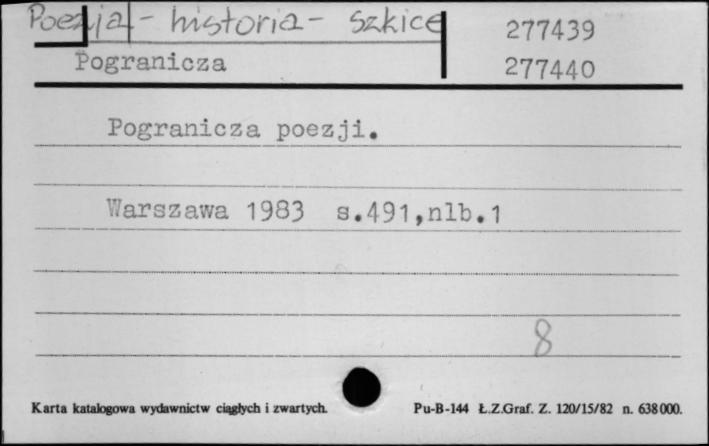 Poezja - historia - szkice
277439
Pogranicza
277440
Pogranicza poezji.
Warszawa 1983 s.491,nlb.1
8
Karta katalogowa wydawnictw ciągłych i zwartych. Pu-B-144 Ł.Z.Graf. Z. 120/15/82 n. 638000.